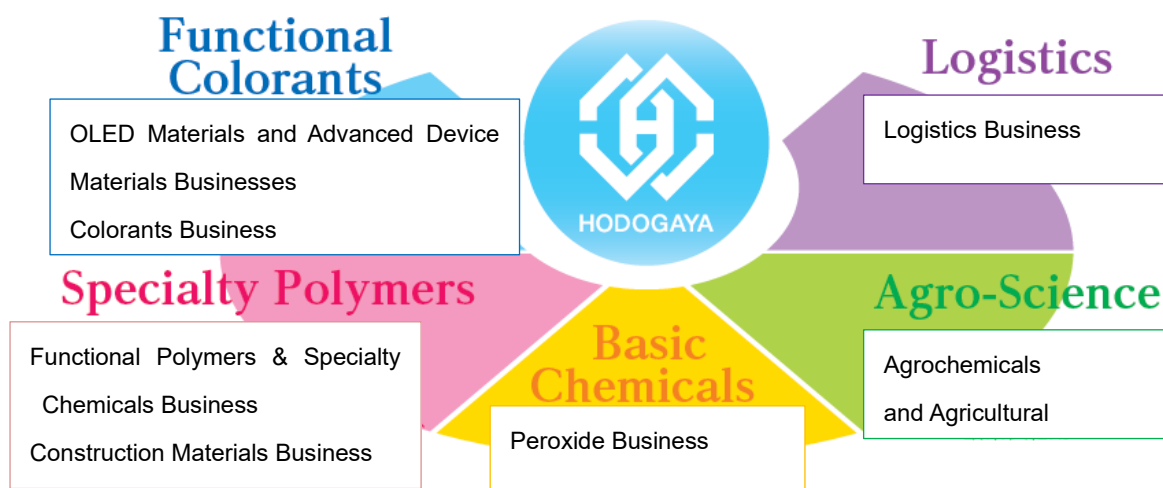 Functional
Colorants
OLED Materials and Advanced Device
Materials Businesses
Colorants Business
HODOGAYA
Logistics
Logistics Business
Specialty Polymers
Functional Polymers & Specialty
Chemicals Business
Construction Materials Business
Basic
Chemicals
Peroxide Business
Agro-Science
Agrochemicals
and Agricultural